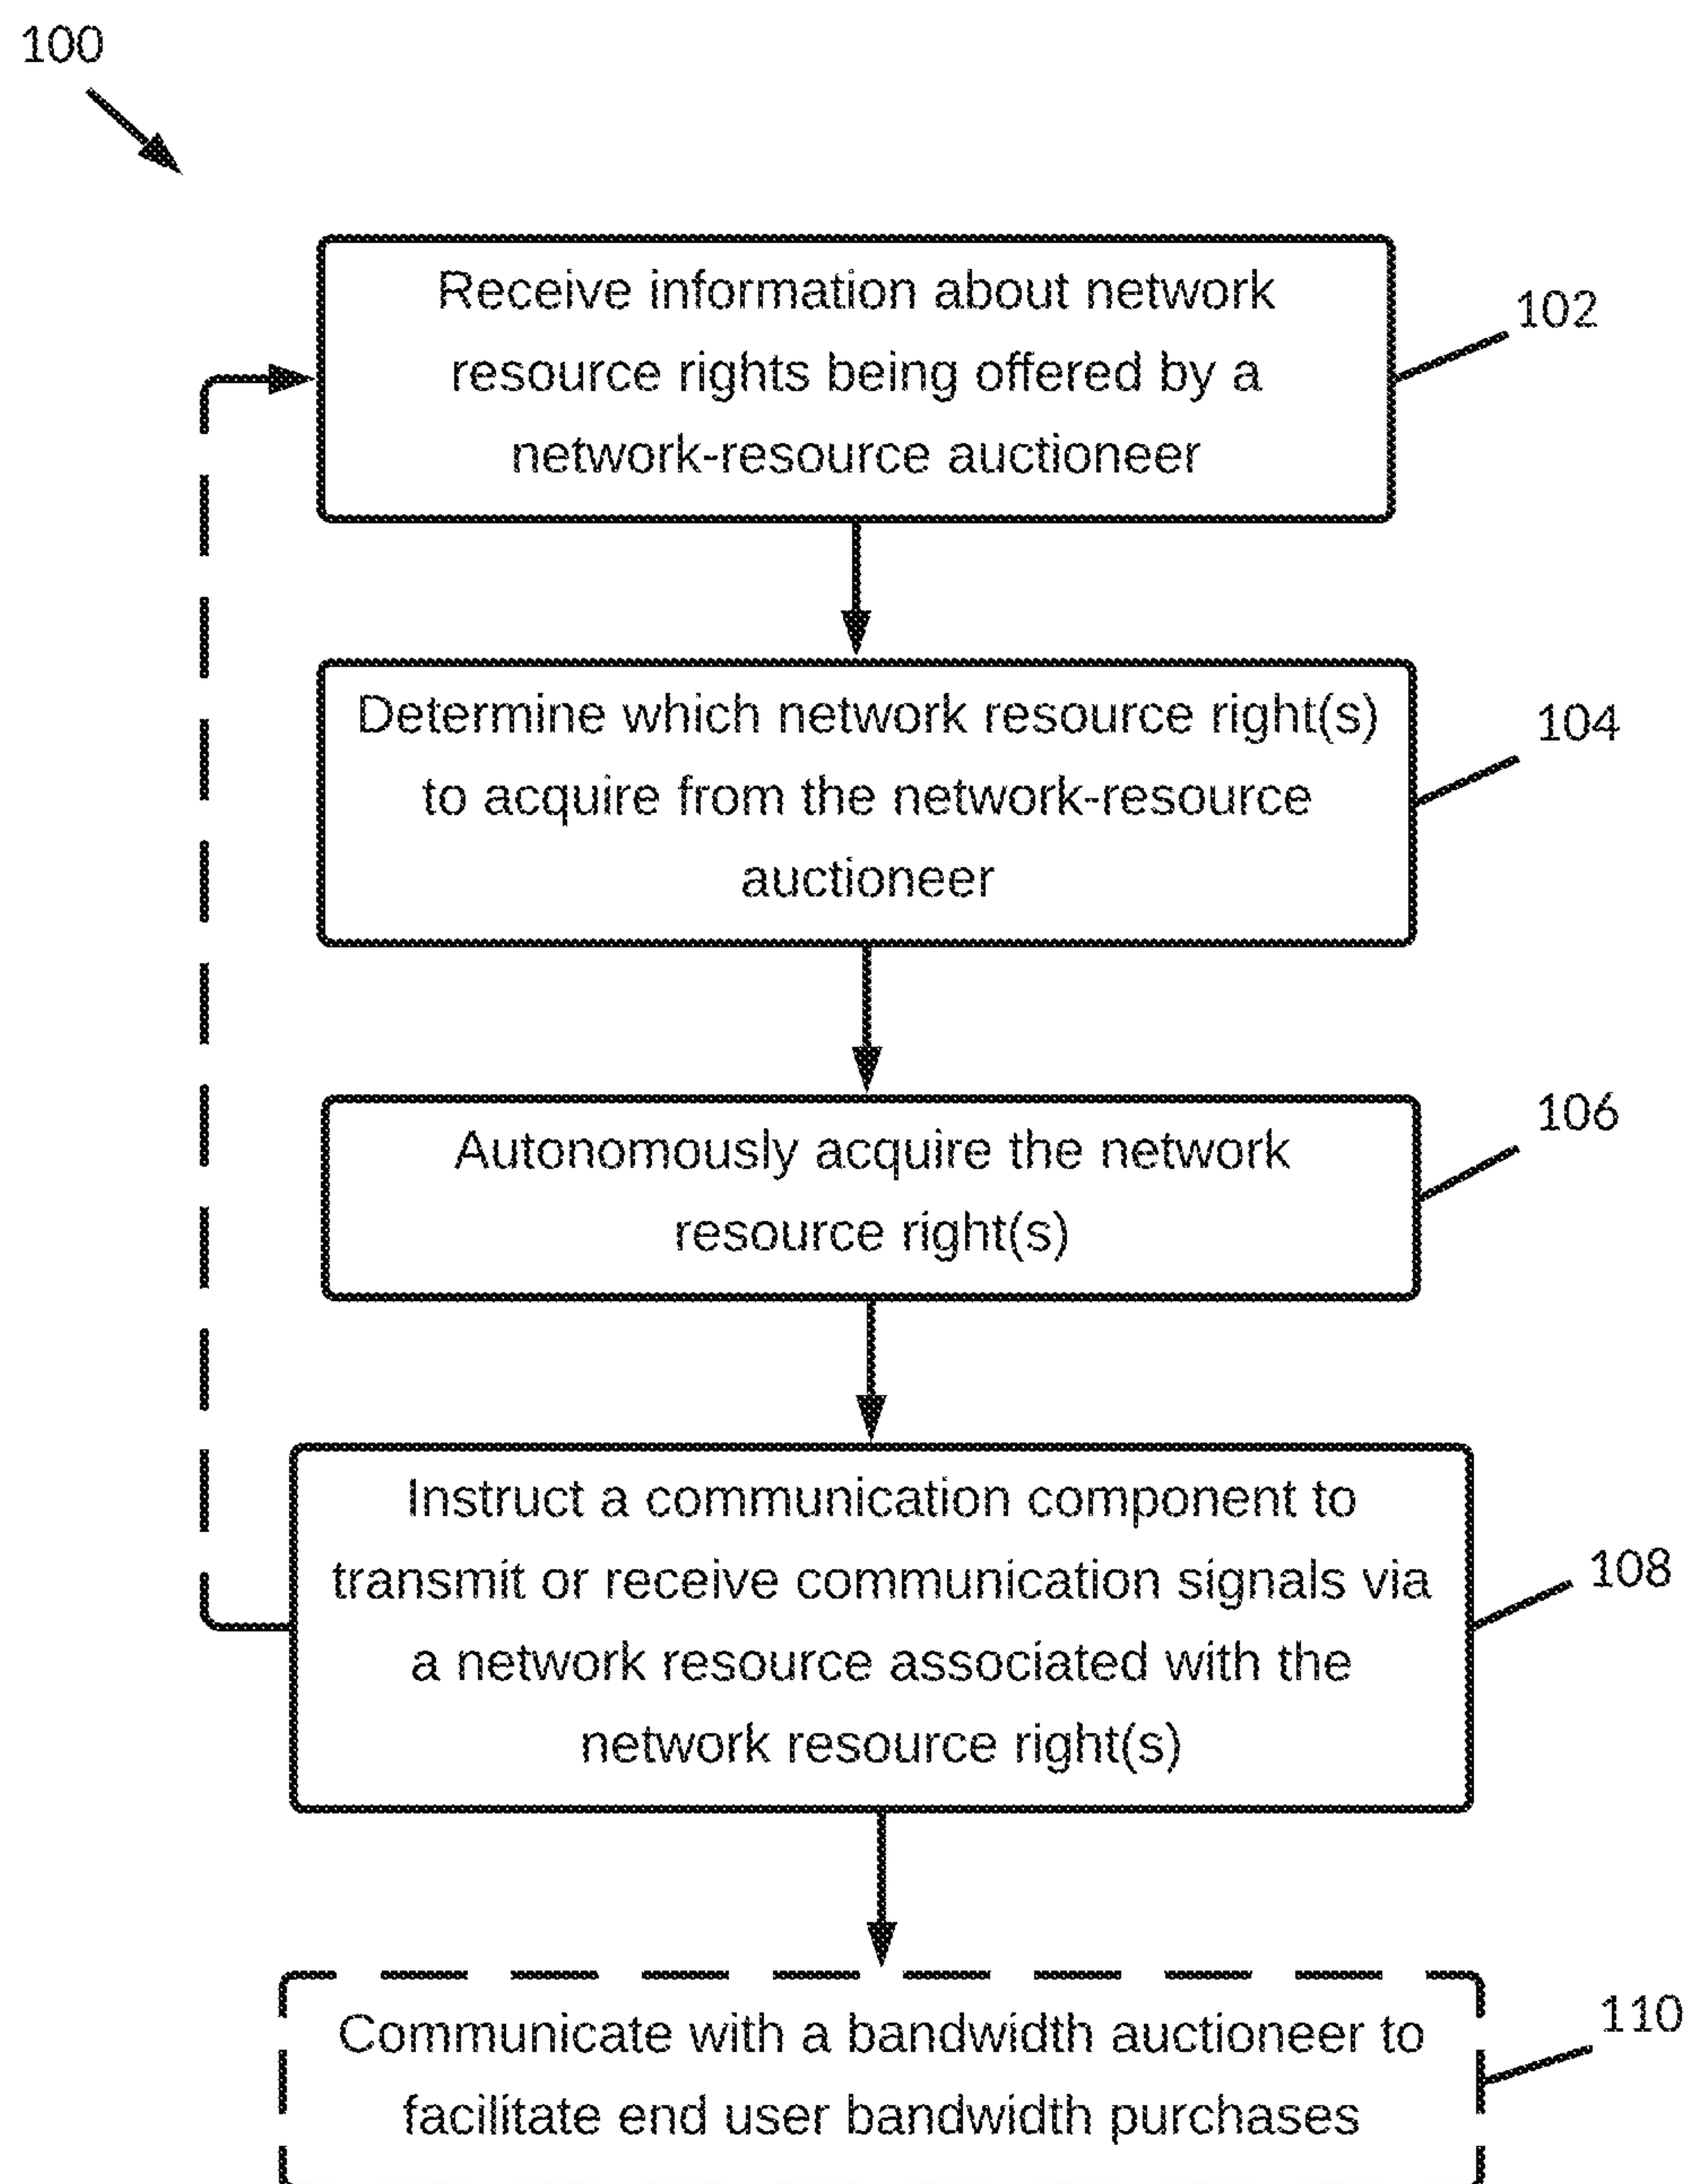 100
Receive information about network
resource rights being offered by a
network-resource auctioneer
102
Determine which network resource right(s)
to acquire from the network-resource
auctioneer
104
Autonomously acquire the network
resource right(s)
106
Instruct a communication component to
transmit or receive communication signals via
a network resource associated with the
network resource right(s)
108
Communicate with a bandwidth auctioneer to
facilitate end user bandwidth purchases
110